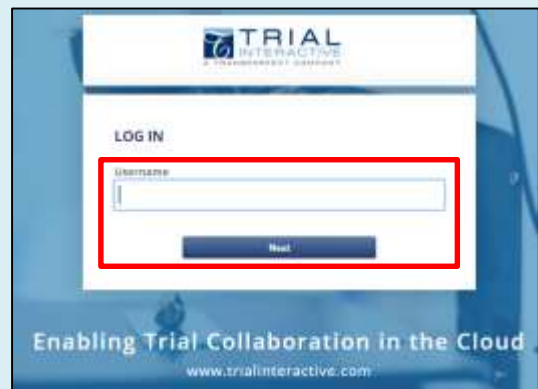 TRIAL
INTERACTIVE
A TRANSPERFECT COMPANY
LOG IN
Username
Next
Enabling Trial Collaboration in the Cloud
www.trialinteractive.com